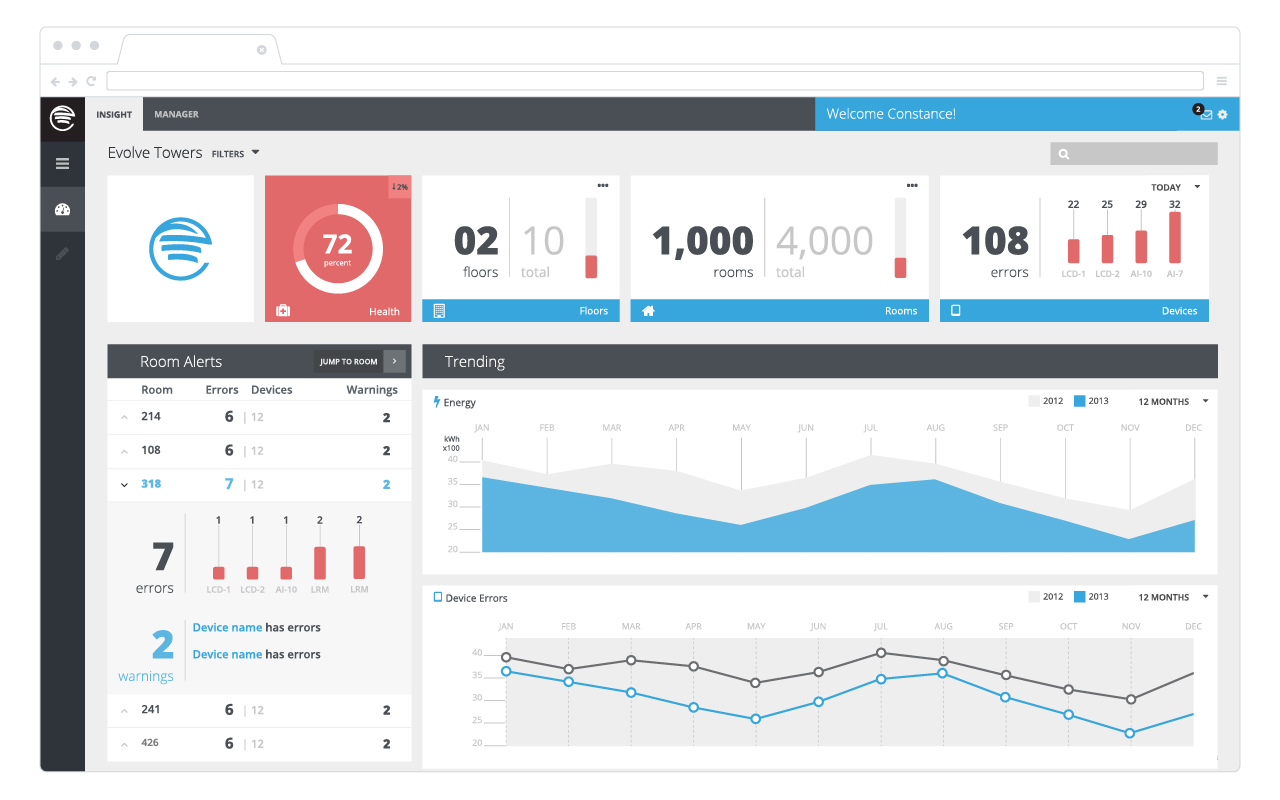 INSIGHT MANAGER Welcome Constance! 2
Evolve Towers FILTERS
↓2%
72
percent
Health
02 floors 10 total
Floors
1,000 rooms 4,000 total
Rooms
TODAY
108 errors
22 25 29 32
LCD-1 LCD-2 AI-10 AI-7
Devices
Room Alerts JUMP TO ROOM >
Room Errors Devices Warnings
214 6 | 12 2
108 6 | 12 2
318 7 | 12 2
7 errors
1 1 1 2 2
LCD-1 LCD-2 AI-10 LRM LRM
2 warnings
Device name has errors
Device name has errors
241 6 | 12 2
426 6 | 12 2
Trending
Energy 2012 2013 12 MONTHS
JAN FEB MAR APR MAY JUN JUL AUG SEP OCT NOV DEC
kWh
x100
40
35
30
25
20
Device Errors 2012 2013 12 MONTHS
JAN FEB MAR APR MAY JUN JUL AUG SEP OCT NOV DEC
40
35
30
25
20